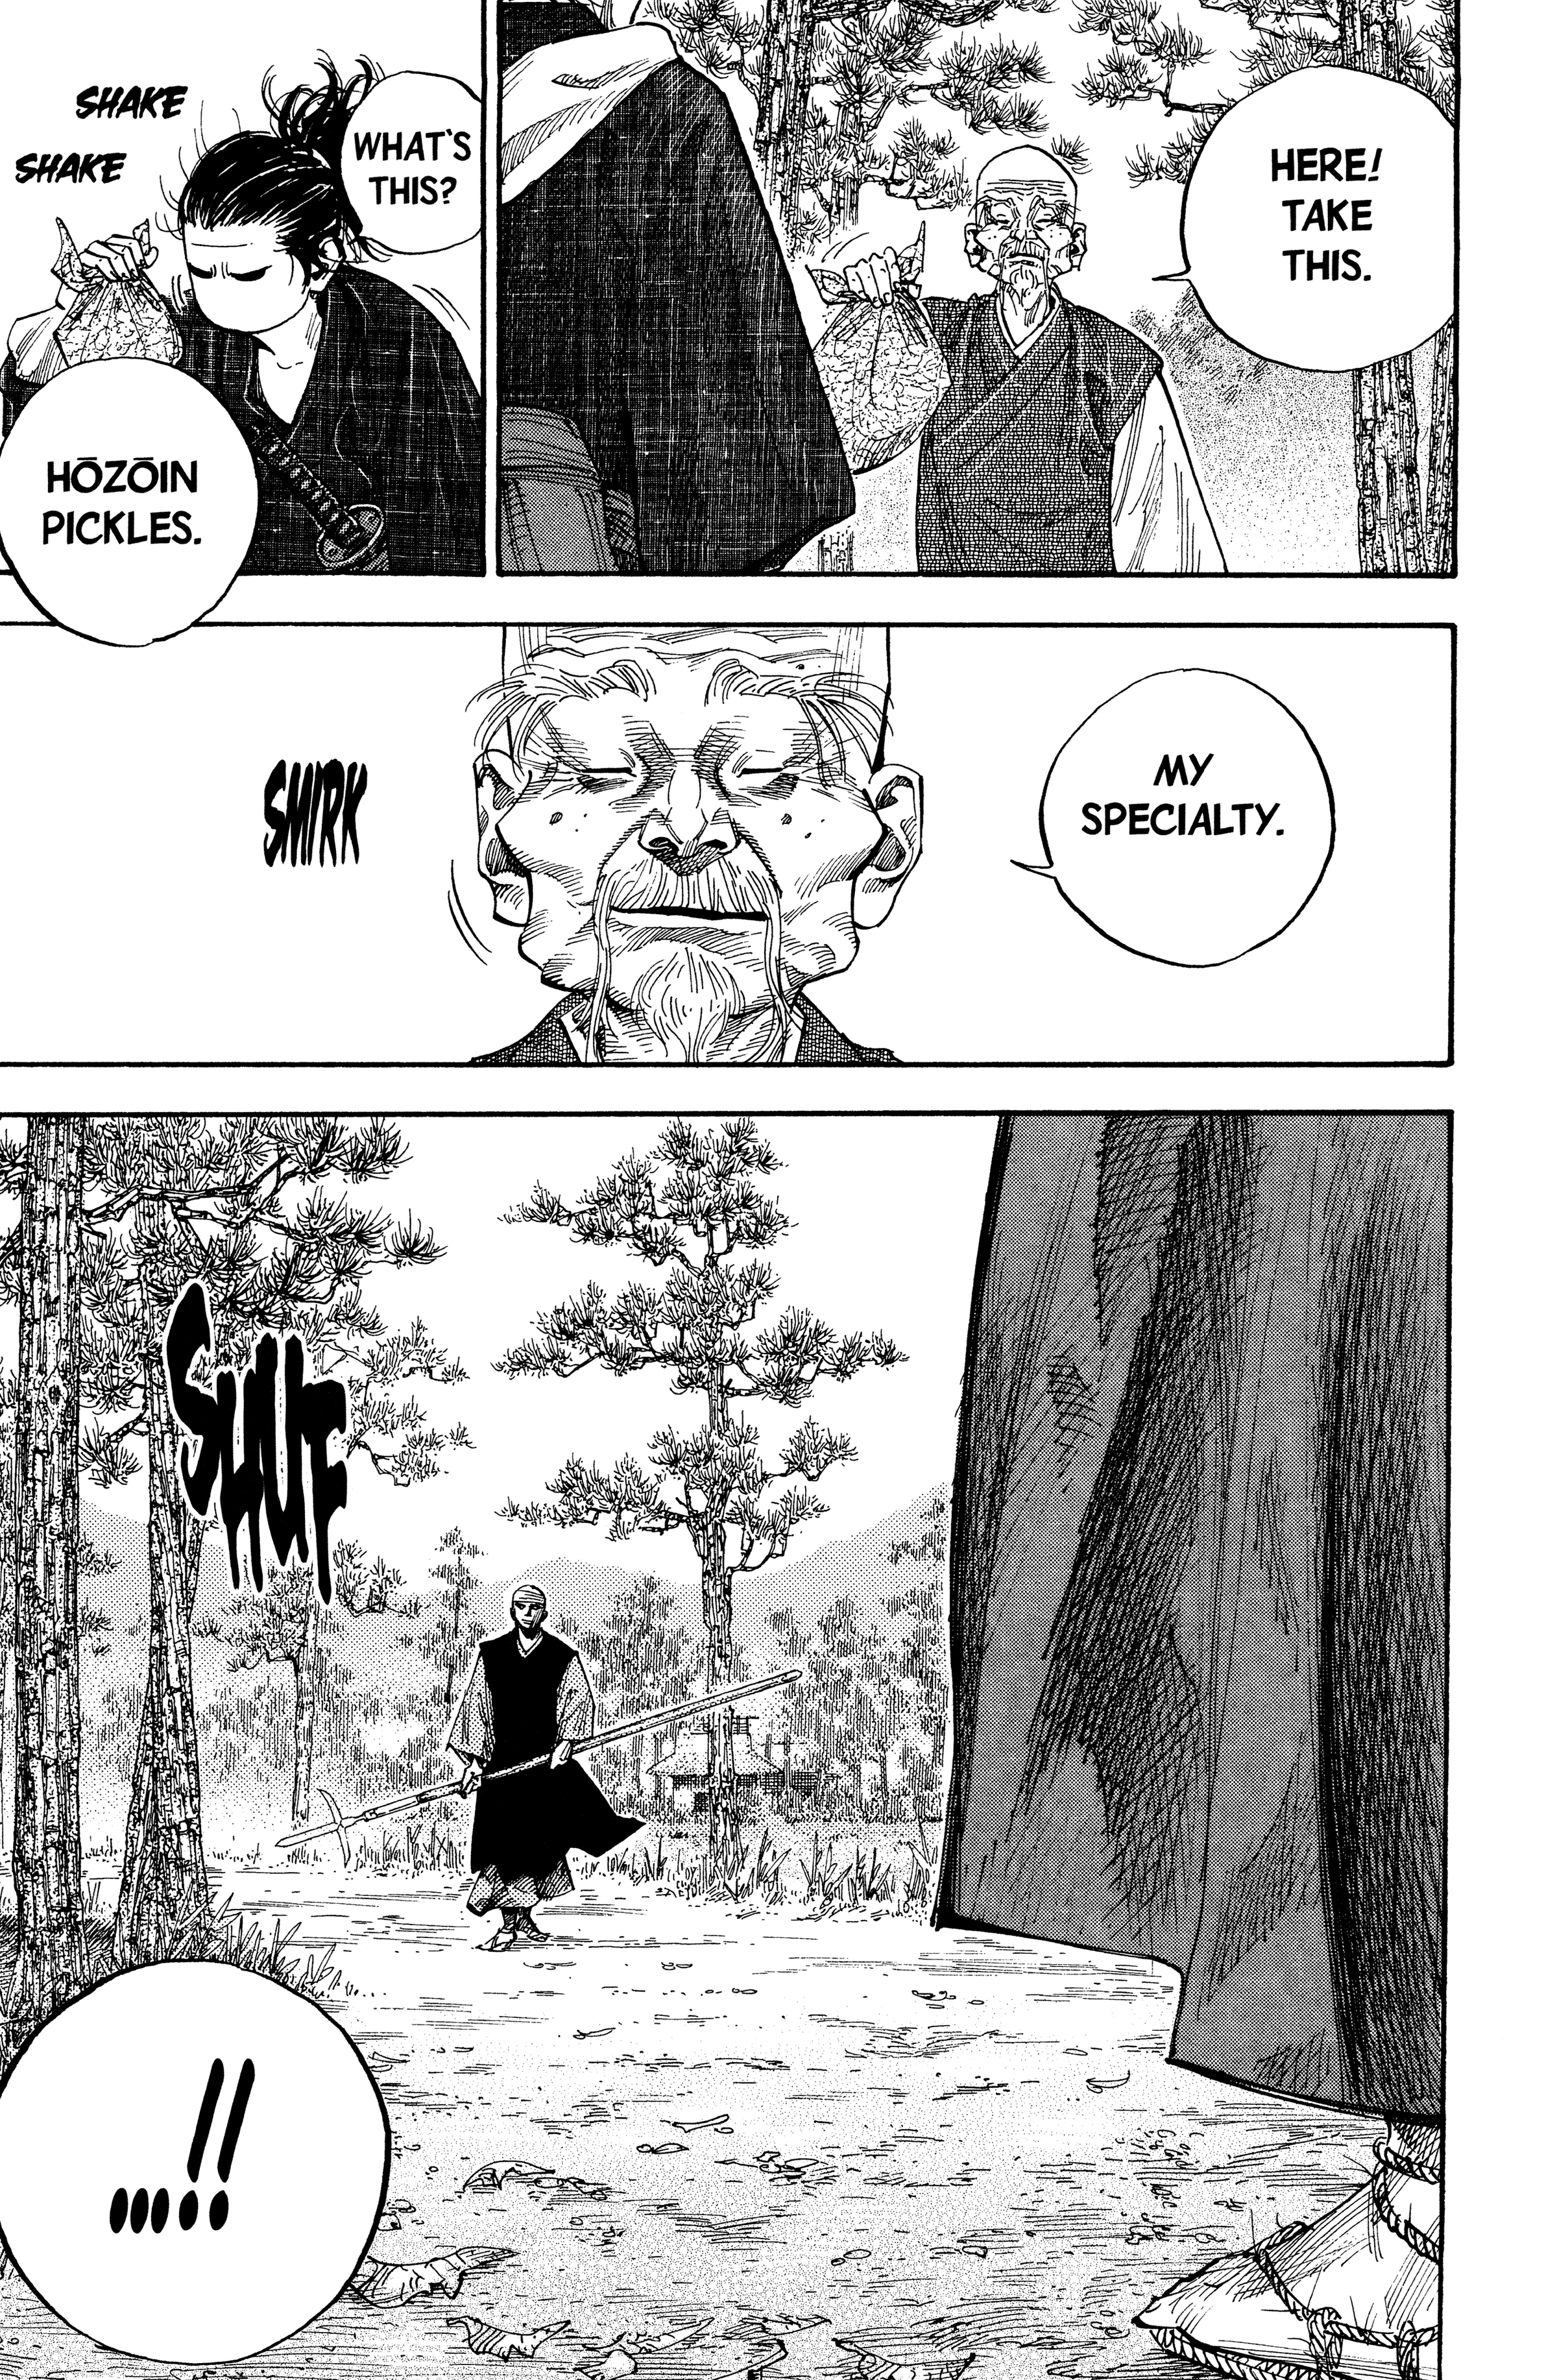 HERE!
TAKE
THIS.
WHAT'S
THIS?
SHAKE
SHAKE
HŌZŌIN
PICKLES.
MY
SPECIALTY.
SMIRK
SHUF
...!!